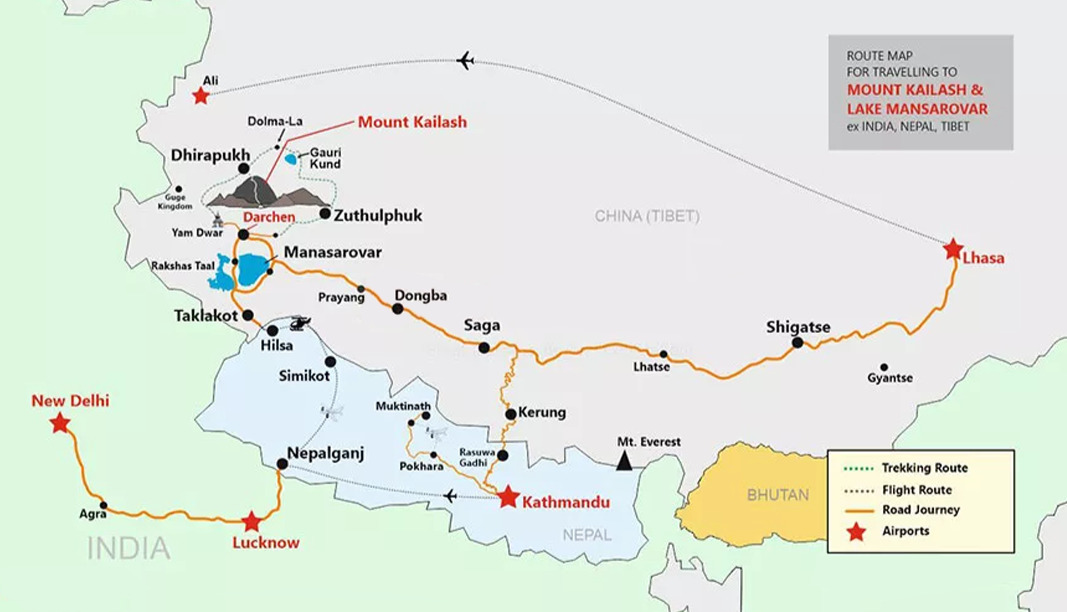 ROUTE MAP
FOR TRAVELLING TO
MOUNT KAILASH &
LAKE MANSAROVAR
ex INDIA, NEPAL, TIBET
Ali
Dolma-La
Mount Kailash
Dhirapukh
Gauri
Kund
Guge
Kingdom
Darchen
Zuthulphuk
CHINA (TIBET)
Yam Dwar
Manasarovar
Lhasa
Rakshas Taal
Prayang
Dongba
Taklakot
Saga
Shigatse
Hilsa
Lhatse
Simikot
Gyantse
New Delhi
Muktinath
Kerung
Mt. Everest
Nepalganj
Rasuwa
Gadhi
Pokhara
Kathmandu
BHUTAN
Agra
Lucknow
INDIA
NEPAL
Trekking Route
Flight Route
Road Journey
Airports